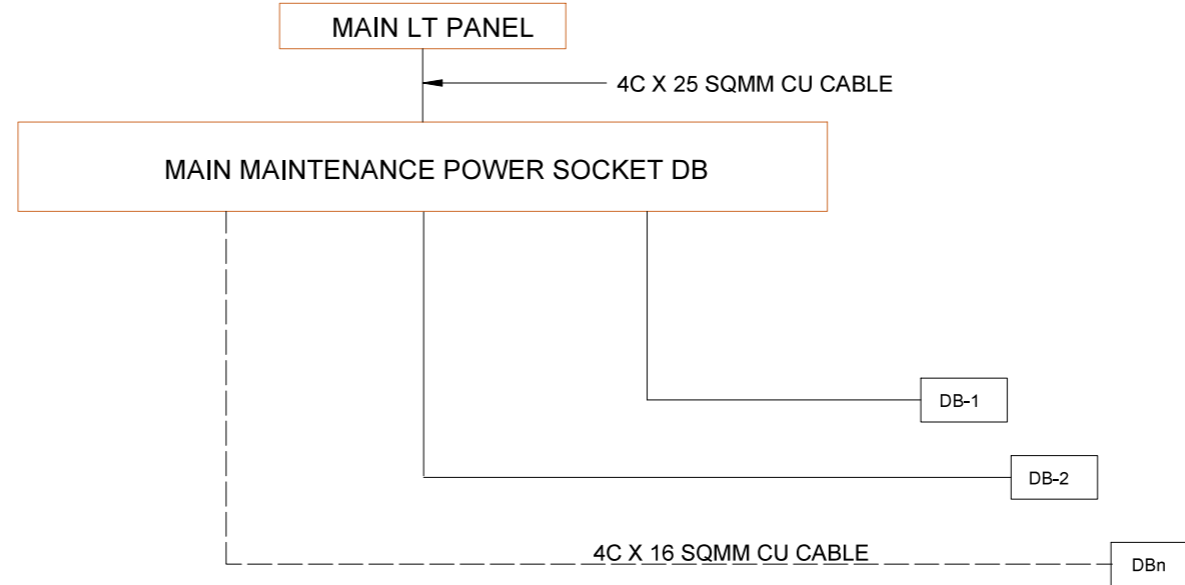 MAIN LT PANEL
4C X 25 SQMM CU CABLE
MAIN MAINTENANCE POWER SOCKET DB
DB-1
DB-2
4C X 16 SQMM CU CABLE
DBn